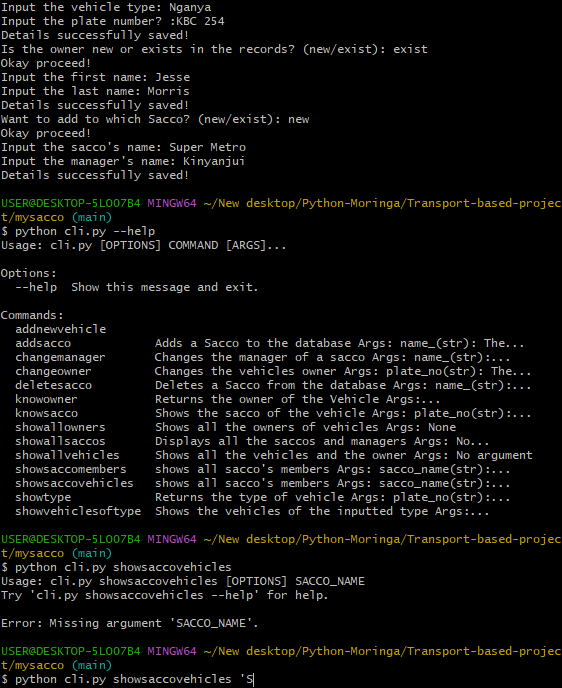 Input the vehicle type: Nganya
Input the plate number? :KBC 254
Details successfully saved!
Is the owner new or exists in the records? (new/exist): exist
Okay proceed!
Input the first name: Jesse
Input the last name: Morris
Details successfully saved!
Want to add to which Sacco? (new/exist): new
Okay proceed!
Input the sacco's name: Super Metro
Input the manager's name: Kinyanjui
Details successfully saved!
USER@DESKTOP-5LO07B4 MINGW64 ~/New desktop/Python-Moringa/Transport-based-projec
t/mysacco (main)
$ python cli.py --help
Usage: cli.py [OPTIONS] COMMAND [ARGS]...
Options:
  --help  Show this message and exit.
Commands:
  addnewvehicle
  addsacco            Adds a Sacco to the database Args: name_(str): The...
  changemanager       Changes the manager of a sacco Args: name_(str):...
  changeowner         Changes the vehicles owner Args: plate_no(str): The...
  deletesacco         Deletes a Sacco from the database Args: name_(str):...
  knowowner           Returns the owner of the Vehicle Args:...
  knowsacco           Shows the sacco of the vehicle Args: plate_no(str):...
  showallowners       Shows all the owners of vehicles Args: None
  showallsaccos       Displays all the saccos and managers Args: No...
  showallvehicles     Shows all the vehicles and the owner Args: No argument
  showsaccomembers    shows all sacco's members Args: sacco_name(str):...
  showsaccovehicles   shows all sacco's members Args: sacco_name(str):...
  showtype            Returns the type of vehicle Args: plate_no(str):...
  showvehiclesoftype  Shows the vehicles of the inputted type Args:...
USER@DESKTOP-5LO07B4 MINGW64 ~/New desktop/Python-Moringa/Transport-based-projec
t/mysacco (main)
$ python cli.py showsaccovehicles
Usage: cli.py showsaccovehicles [OPTIONS] SACCO_NAME
Try 'cli.py showsaccovehicles --help' for help.
Error: Missing argument 'SACCO_NAME'.
USER@DESKTOP-5LO07B4 MINGW64 ~/New desktop/Python-Moringa/Transport-based-projec
t/mysacco (main)
$ python cli.py showsaccovehicles 'S